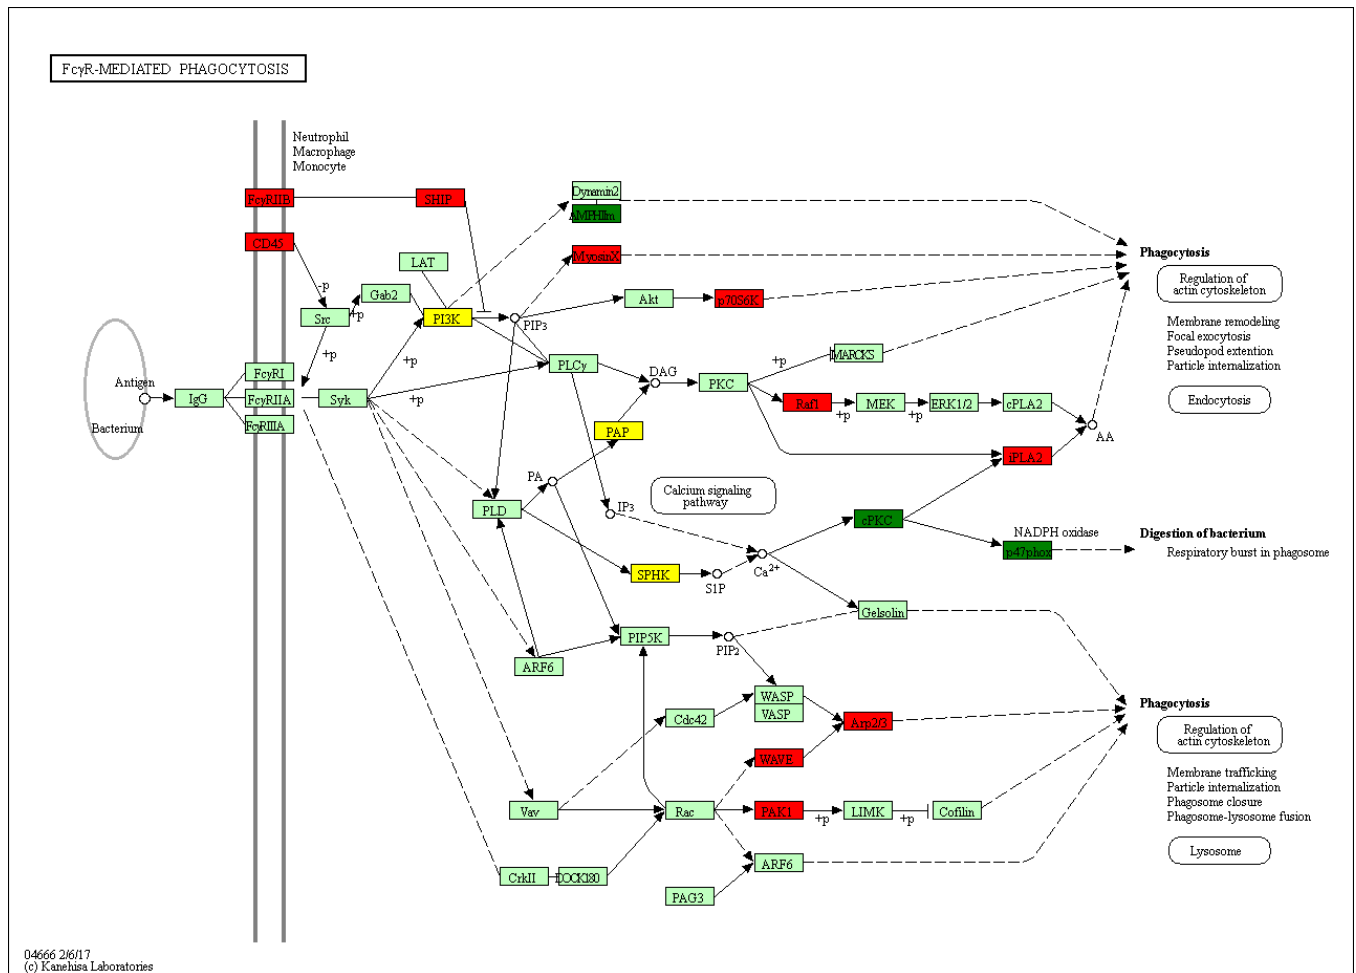 FcγR-MEDIATED PHAGOCYTOSIS
Neutrophil
Macrophage
Monocyte
FcγRIIB
SHIP
Dynamin2
AMPHIIm
CD45
MyosinX
LAT
Phagocytosis
-p
Gab2
+p
Src
PI3K
PIP3
Akt
p70S6K
Regulation of
actin cytoskeleton
Membrane remodeling
Focal exocytosis
Pseudopod extention
Particle internalization
+p
+p
PLCγ
DAG
PKC
+p
MARCKS
Antigen
IgG
FcγRI
FcγRIIA
FcγRIIIA
Syk
+p
Raf1
+p
MEK
+p
ERK1/2
cPLA2
Endocytosis
Bacterium
PAP
AA
iPLA2
PA
Calcium signaling
pathway
PLD
IP3
cPKC
NADPH oxidase
p47phox
Digestion of bacterium
Respiratory burst in phagosome
SPHK
S1P
Ca2+
Gelsolin
PIP5K
PIP2
ARF6
WASP
VASP
Cdc42
Arp2/3
Phagocytosis
Regulation of
actin cytoskeleton
WAVE
Membrane trafficking
Particle internalization
Phagosome closure
Phagosome-lysosome fusion
Vav
Rac
PAK1
+p
LIMK
+p
Cofilin
Lysosome
ARF6
CrkII
DOCK180
PAG3
04666 2/6/17
(c) Kanehisa Laboratories